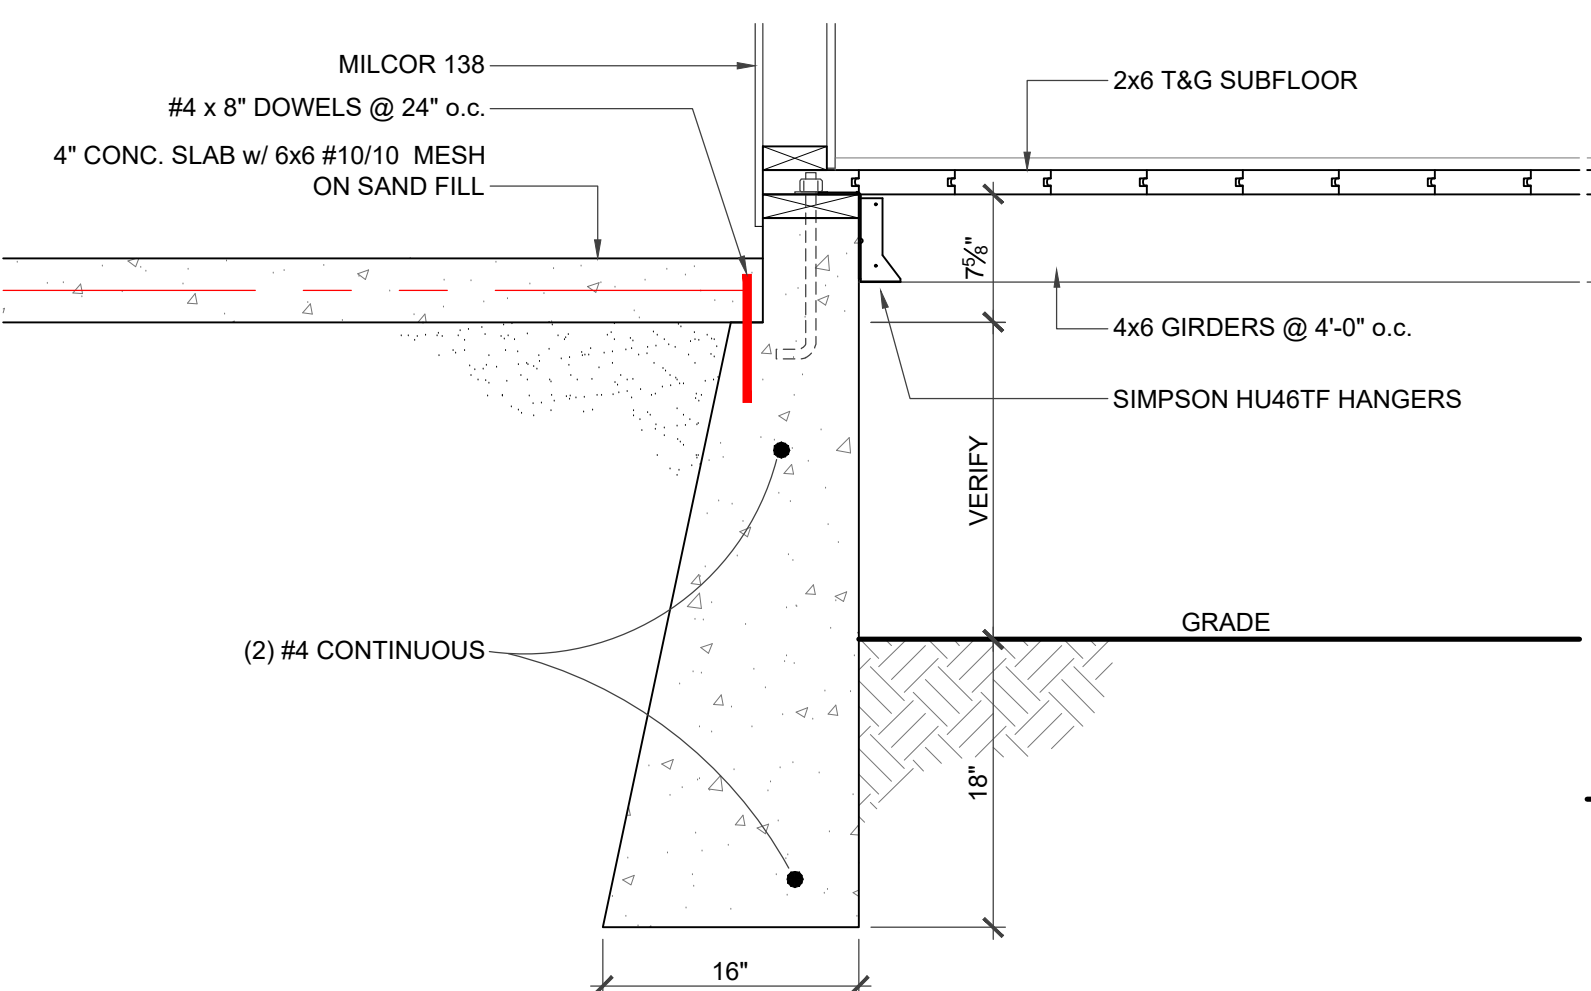 MILCOR 138
#4 x 8" DOWELS @ 24" o.c.
4" CONC. SLAB w/ 6x6 #10/10 MESH
ON SAND FILL
2x6 T&G SUBFLOOR
7⅝"
4x6 GIRDERS @ 4'-0" o.c.
SIMPSON HU46TF HANGERS
VERIFY
GRADE
(2) #4 CONTINUOUS
18"
16"